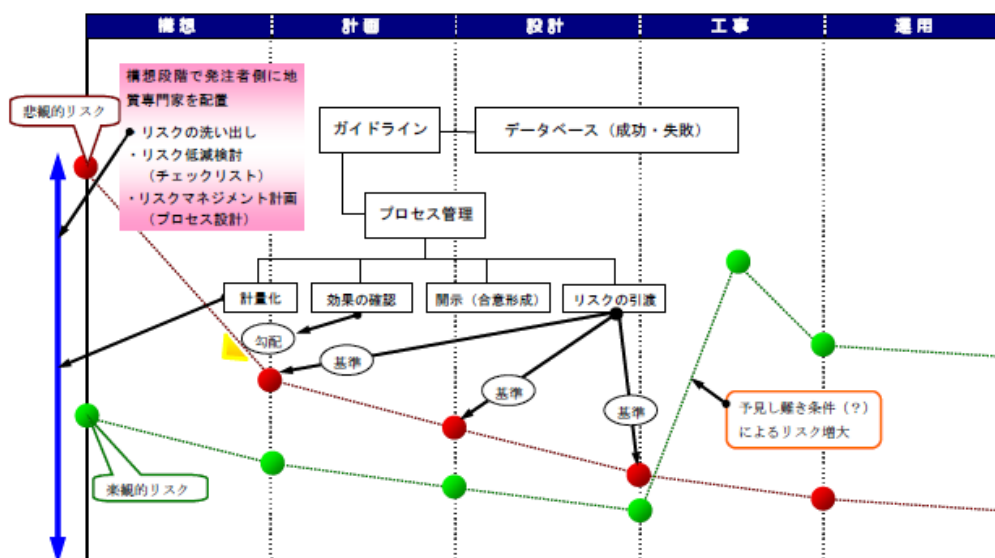 構想
計画
設計
工事
運用
構想段階で発注者側に地
質専門家を配置
・リスクの洗い出し
・リスク低減検討
（チェックリスト）
・リスクマネジメント計画
（プロセス設計）
悲観的リスク
ガイドライン
データベース（成功・失敗）
プロセス管理
計量化
効果の確認
開示（合意形成）
リスクの引渡
勾配
基準
基準
基準
予見し難き条件（？）
によるリスク増大
楽観的リスク